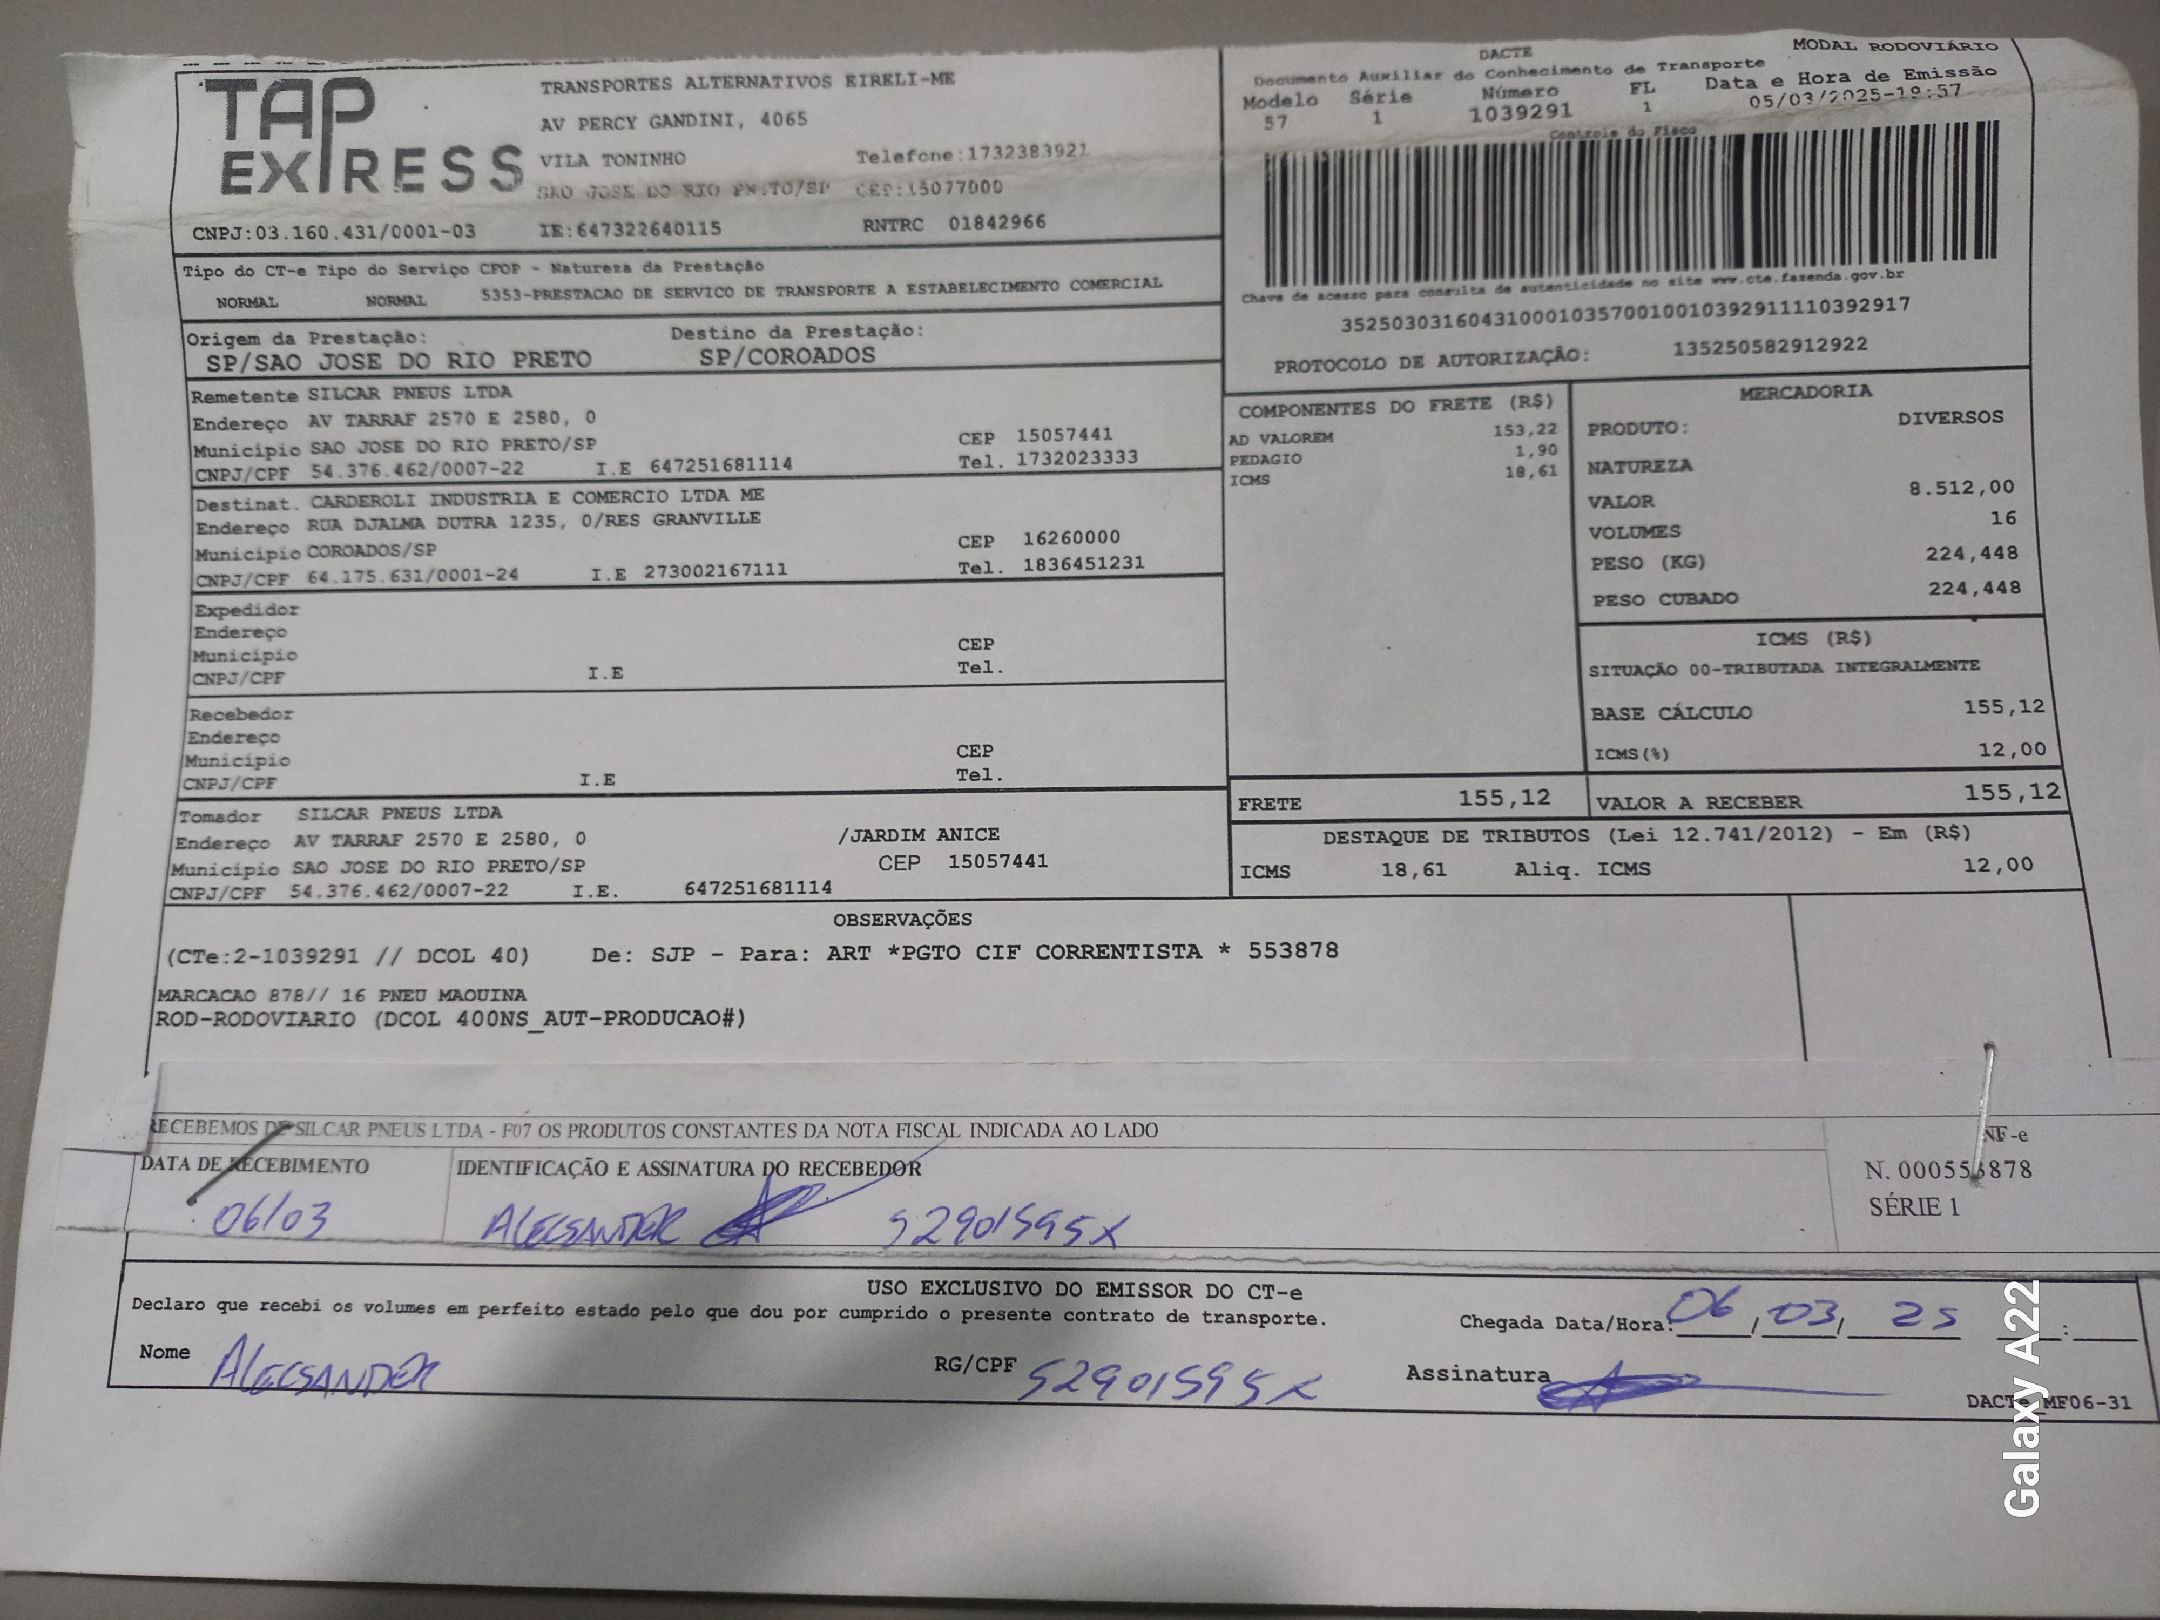 TAP
EXPRESS
TRANSPORTES ALTERNATIVOS EIRELI-ME
AV PERCY GANDINI, 4065
VILA TONINHO Telefone:1732383921
SAO JOSE DO RIO PRETO/SP CEP:15077000
CNPJ:03.160.431/0001-03 IE:647322640115 RNTRC 01842966
DACTE MODAL RODOVIÁRIO
Documento Auxiliar do Conhecimento de Transporte
Modelo Série Número FL Data e Hora de Emissão
57 1 1039291 1 05/03/2025-19:57
Controle do Fisco
Chave de acesso para consulta de autenticidade no site www.cte.fazenda.gov.br
35250303160431000103570010010392911110392917
PROTOCOLO DE AUTORIZAÇÃO: 135250582912922
Tipo do CT-e Tipo do Serviço CFOP - Natureza da Prestação
NORMAL NORMAL 5353-PRESTACAO DE SERVICO DE TRANSPORTE A ESTABELECIMENTO COMERCIAL
Origem da Prestação: Destino da Prestação:
SP/SAO JOSE DO RIO PRETO SP/COROADOS
Remetente SILCAR PNEUS LTDA
Endereço AV TARRAF 2570 E 2580, 0
Município SAO JOSE DO RIO PRETO/SP CEP 15057441
CNPJ/CPF 54.376.462/0007-22 I.E 647251681114 Tel. 1732023333
Destinat. CARDEROLI INDUSTRIA E COMERCIO LTDA ME
Endereço RUA DJALMA DUTRA 1235, 0/RES GRANVILLE
Município COROADOS/SP CEP 16260000
CNPJ/CPF 64.175.631/0001-24 I.E 273002167111 Tel. 1836451231
Expedidor
Endereço
Município CEP
CNPJ/CPF I.E Tel.
Recebedor
Endereço
Município CEP
CNPJ/CPF I.E Tel.
Tomador SILCAR PNEUS LTDA
Endereço AV TARRAF 2570 E 2580, 0 /JARDIM ANICE
Município SAO JOSE DO RIO PRETO/SP CEP 15057441
CNPJ/CPF 54.376.462/0007-22 I.E. 647251681114
COMPONENTES DO FRETE (R$)
AD VALOREM 153,22
PEDAGIO 1,90
ICMS 18,61
MERCADORIA
PRODUTO: DIVERSOS
NATUREZA
VALOR 8.512,00
VOLUMES 16
PESO (KG) 224,448
PESO CUBADO 224,448
ICMS (R$)
SITUAÇÃO 00-TRIBUTADA INTEGRALMENTE
BASE CÁLCULO 155,12
ICMS(%) 12,00
FRETE 155,12 VALOR A RECEBER 155,12
DESTAQUE DE TRIBUTOS (Lei 12.741/2012) - Em (R$)
ICMS 18,61 Aliq. ICMS 12,00
OBSERVAÇÕES
(CTe:2-1039291 // DCOL 40) De: SJP - Para: ART *PGTO CIF CORRENTISTA * 553878
MARCACAO 878// 16 PNEU MAQUINA
ROD-RODOVIARIO (DCOL 400NS_AUT-PRODUCAO#)
RECEBEMOS DE SILCAR PNEUS LTDA - F07 OS PRODUTOS CONSTANTES DA NOTA FISCAL INDICADA AO LADO
NF-e
DATA DE RECEBIMENTO IDENTIFICAÇÃO E ASSINATURA DO RECEBEDOR
N. 000553878
SÉRIE 1
06/03 ALECSANDER 52901595X
USO EXCLUSIVO DO EMISSOR DO CT-e
Declaro que recebi os volumes em perfeito estado pelo que dou por cumprido o presente contrato de transporte.
Chegada Data/Hora: 06/03/25 :
Nome ALECSANDER RG/CPF 52901595X Assinatura
DACTe MF06-31
Galaxy A22